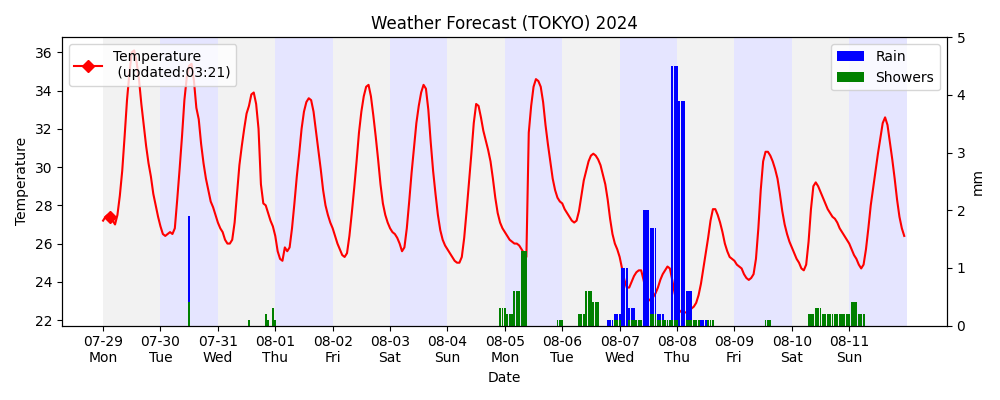 Weather Forecast (TOKYO) 2024
Temperature
(updated:03:21)
Rain
Showers
Temperature
36
34
32
30
28
26
24
22
5
4
3
2
1
0
mm
07-29 07-30 07-31 08-01 08-02 08-03 08-04 08-05 08-06 08-07 08-08 08-09 08-10 08-11
Mon Tue Wed Thu Fri Sat Sun Mon Tue Wed Thu Fri Sat Sun
Date